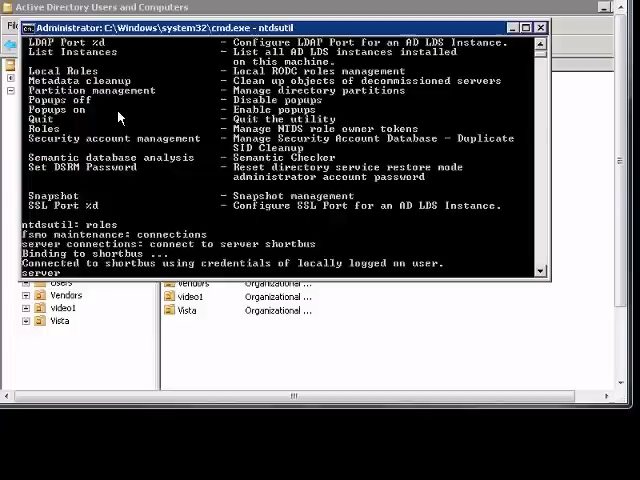 Active Directory Users and Computers
Administrator: C:\Windows\system32\cmd.exe - ntdsutil
LDAP Port %d - Configure LDAP Port for an AD LDS Instance.
List Instances - List all AD LDS instances installed
on this machine.
Local Roles - Local RODC roles management
Metadata cleanup - Clean up objects of decommissioned servers
Partition management - Manage directory partitions
Popups off - Disable popups
Popups on - Enable popups
Quit - Quit the utility
Roles - Manage NTDS role owner tokens
Security account management - Manage Security Account Database - Duplicate
SID Cleanup
Semantic database analysis - Semantic Checker
Set DSRM Password - Reset directory service restore mode
administrator account password
Snapshot - Snapshot management
SSL Port %d - Configure SSL Port for an AD LDS Instance.
ntdsutil: roles
fsmo maintenance: connections
server connections: connect to server shortbus
Binding to shortbus ...
Connected to shortbus using credentials of locally logged on user.
server
Users
Vendors Organizational ...
Vendors
video1 Organizational ...
video1
Vista Organizational ...
Vista